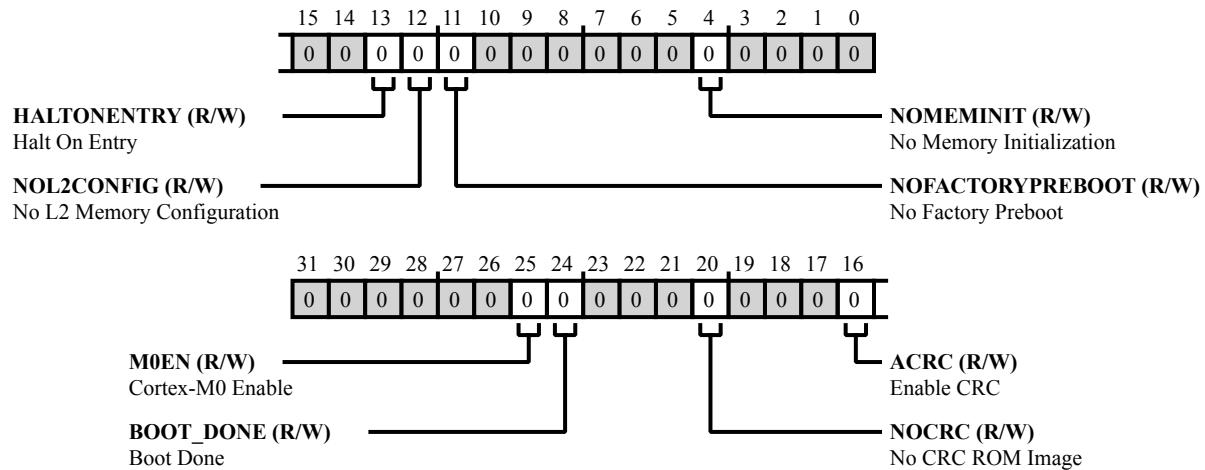 15 14 13 12 11 10 9 8 7 6 5 4 3 2 1 0
0 0 0 0 0 0 0 0 0 0 0 0 0 0 0 0
HALTONENTRY (R/W)
Halt On Entry
NOL2CONFIG (R/W)
No L2 Memory Configuration
NOMEMINIT (R/W)
No Memory Initialization
NOFACTORYPREBOOT (R/W)
No Factory Preboot
31 30 29 28 27 26 25 24 23 22 21 20 19 18 17 16
0 0 0 0 0 0 0 0 0 0 0 0 0 0 0 0
M0EN (R/W)
Cortex-M0 Enable
BOOT_DONE (R/W)
Boot Done
ACRC (R/W)
Enable CRC
NOCRC (R/W)
No CRC ROM Image